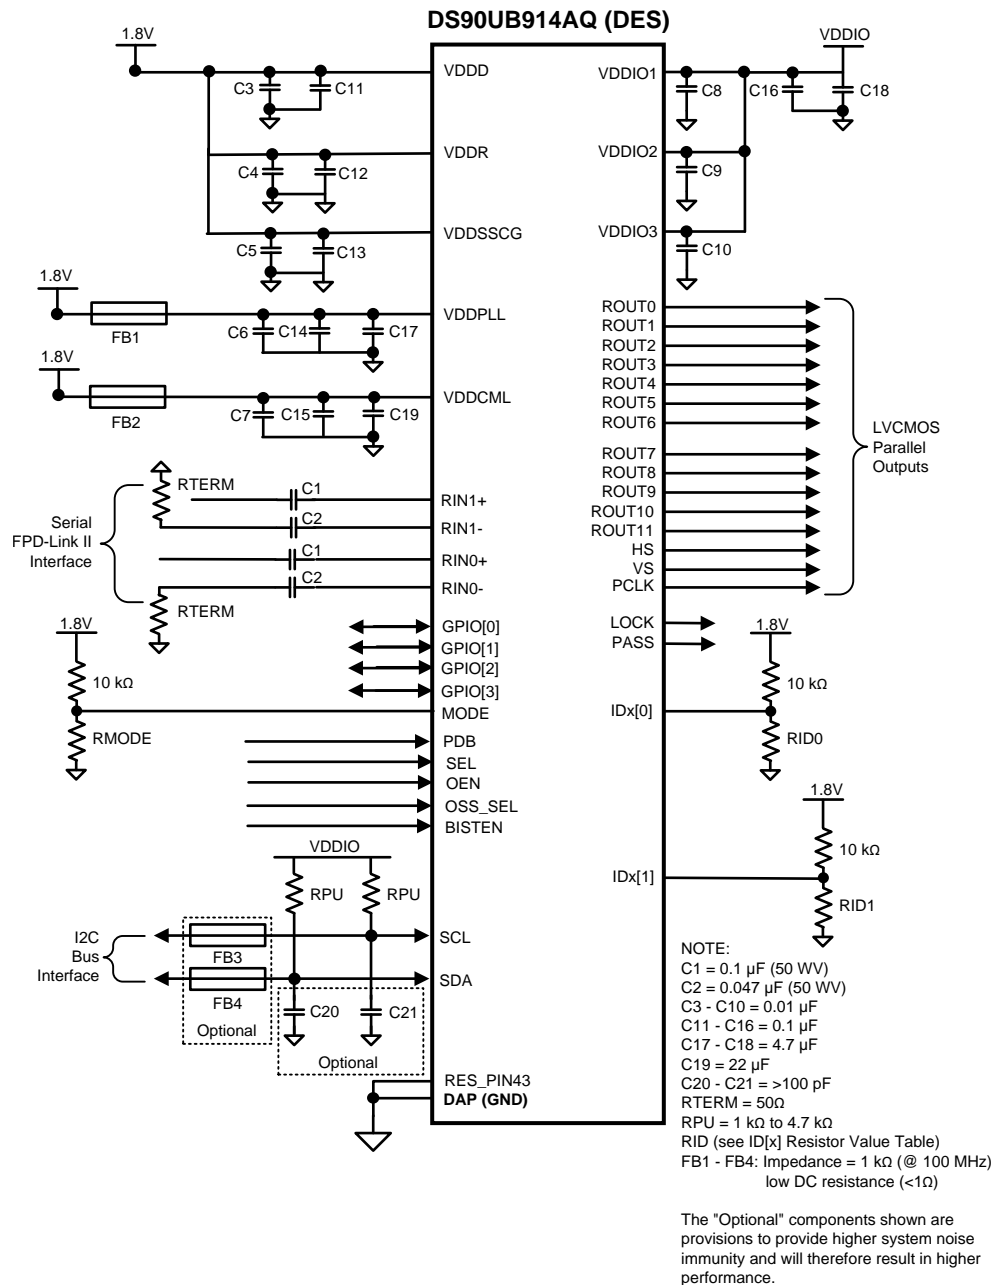 DS90UB914AQ (DES)
1.8V
VDDIO
VDDD
VDDIO1
C3
C11
C8
C16
C18
VDDR
VDDIO2
C4
C12
C9
VDDSSCG
VDDIO3
C5
C13
C10
1.8V
VDDPLL
FB1
C6
C14
C17
1.8V
VDDCML
FB2
C7
C15
C19
ROUT0
ROUT1
ROUT2
ROUT3
ROUT4
ROUT5
ROUT6
ROUT7
ROUT8
ROUT9
ROUT10
ROUT11
HS
VS
PCLK
LVCMOS
Parallel
Outputs
RTERM
C1
RIN1+
C2
RIN1-
Serial
FPD-Link II
Interface
C1
RIN0+
C2
RIN0-
RTERM
LOCK
PASS
GPIO[0]
GPIO[1]
GPIO[2]
GPIO[3]
1.8V
10 kΩ
MODE
RMODE
1.8V
10 kΩ
IDx[0]
RID0
PDB
SEL
OEN
OSS_SEL
BISTEN
1.8V
10 kΩ
IDx[1]
RID1
VDDIO
RPU
RPU
I2C
Bus
Interface
FB3
SCL
FB4
SDA
Optional
C20
C21
Optional
RES_PIN43
DAP (GND)
NOTE:
C1 = 0.1 µF (50 WV)
C2 = 0.047 µF (50 WV)
C3 - C10 = 0.01 µF
C11 - C16 = 0.1 µF
C17 - C18 = 4.7 µF
C19 = 22 µF
C20 - C21 = >100 pF
RTERM = 50Ω
RPU = 1 kΩ to 4.7 kΩ
RID (see ID[x] Resistor Value Table)
FB1 - FB4: Impedance = 1 kΩ (@ 100 MHz)
low DC resistance (<1Ω)
The "Optional" components shown are
provisions to provide higher system noise
immunity and will therefore result in higher
performance.